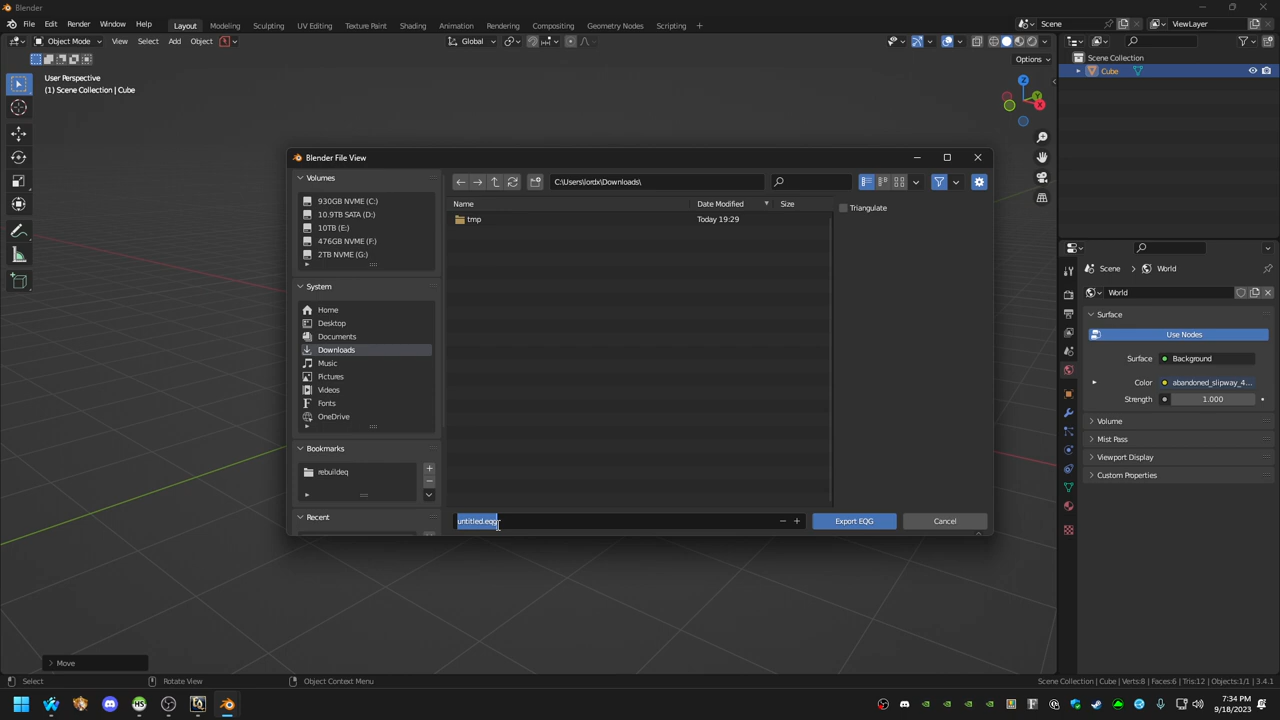 Blender
File Edit Render Window Help Layout Modeling Sculpting UV Editing Texture Paint Shading Animation Rendering Compositing Geometry Nodes Scripting + Scene ViewLayer
Object Mode View Select Add Object Global
Options
User Perspective
(1) Scene Collection | Cube
Scene Collection
Cube
Z
Y
X
Blender File View
Volumes
930GB NVME (C:)
10.9TB SATA (D:)
10TB (E:)
476GB NVME (F:)
2TB NVME (G:)
System
Home
Desktop
Documents
Downloads
Music
Pictures
Videos
Fonts
OneDrive
Bookmarks
rebuildeq
Recent
C:\Users\lordx\Downloads\
Name Date Modified Size
tmp Today 19:29
Triangulate
untitled.eqg
Export EQG Cancel
Scene World
World
Surface
Use Nodes
Surface Background
Color abandoned_slipway_4...
Strength 1.000
Volume
Mist Pass
Viewport Display
Custom Properties
Move
Select Rotate View Object Context Menu Scene Collection | Cube | Verts:8 | Faces:6 | Tris:12 | Objects:1/1 | 3.4.1
7:34 PM
9/18/2023